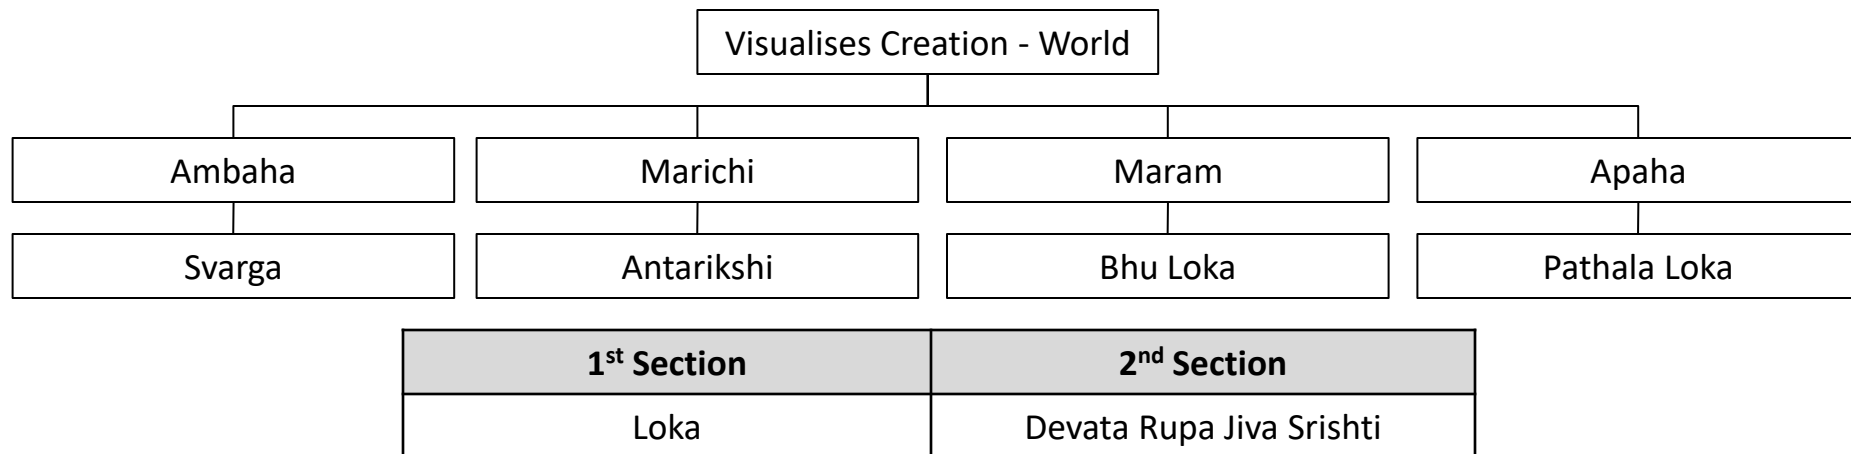 Visualises Creation - World
Ambaha
Marichi
Maram
Apaha
Svarga
Antarikshi
Bhu Loka
Pathala Loka
1st Section
2nd Section
Loka
Devata Rupa Jiva Srishti